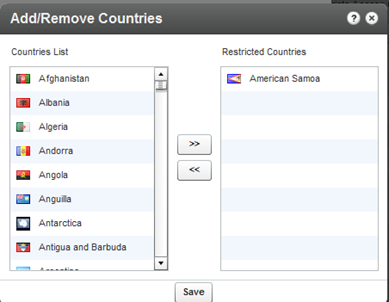 Add/Remove Countries
?
Countries List
Restricted Countries
Afghanistan
Albania
Algeria
Andorra
Angola
Anguilla
Antarctica
Antigua and Barbuda
Argentina
American Samoa
>>
<<
Save